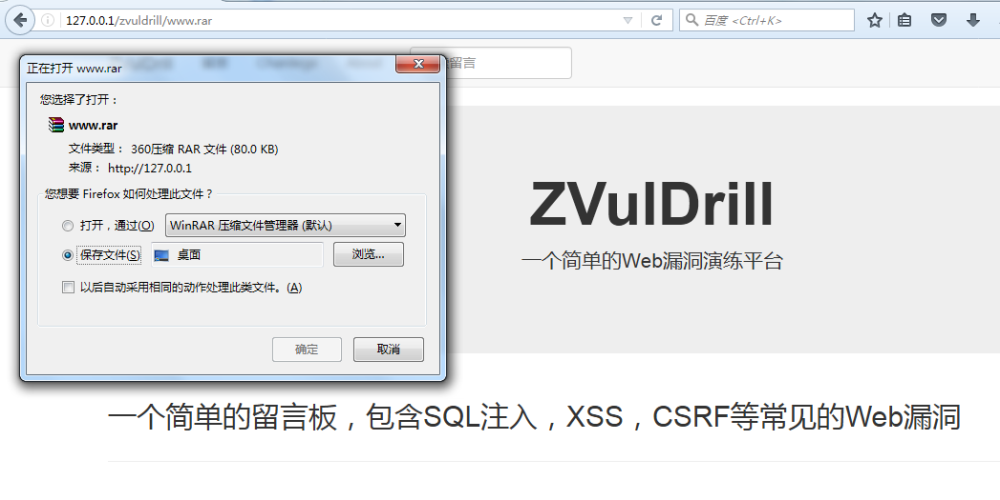 127.0.0.1/zvuldrill/www.rar
百度 <Ctrl+K>
正在打开 www.rar
留言
您选择了打开：
www.rar
文件类型： 360压缩 RAR 文件 (80.0 KB)
来源： http://127.0.0.1
您想要 Firefox 如何处理此文件？
打开，通过(O) WinRAR 压缩文件管理器 (默认)
保存文件(S) 桌面 浏览...
以后自动采用相同的动作处理此类文件。(A)
确定 取消
ZVulDrill
一个简单的Web漏洞演练平台
一个简单的留言板，包含SQL注入，XSS，CSRF等常见的Web漏洞